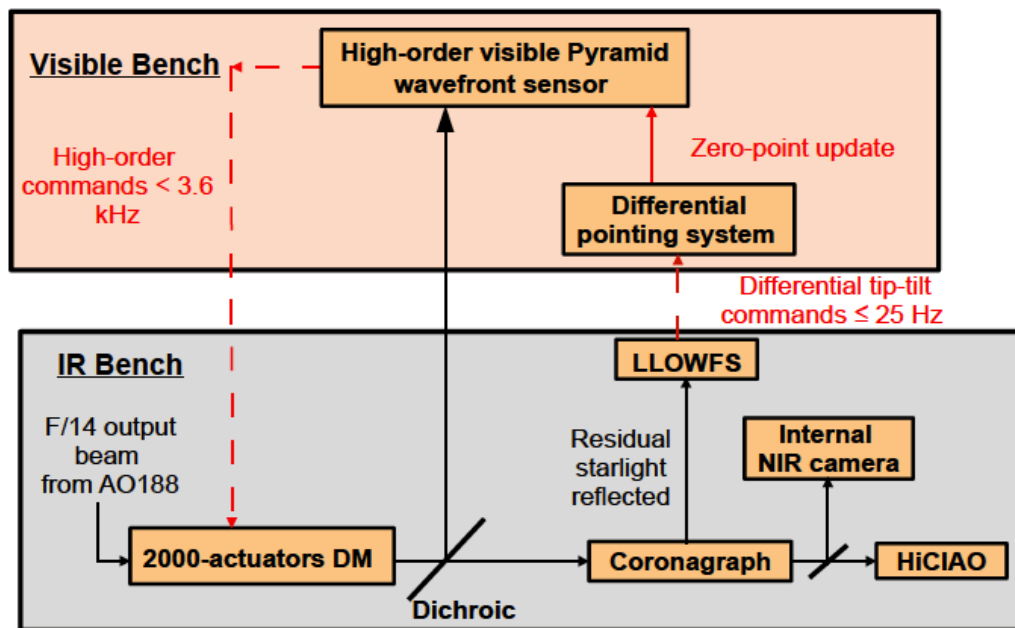 Visible Bench
High-order visible Pyramid
wavefront sensor
High-order
commands < 3.6
kHz
Zero-point update
Differential
pointing system
Differential tip-tilt
commands ≤ 25 Hz
IR Bench
LLOWFS
F/14 output
beam
from AO188
Residual
starlight
reflected
Internal
NIR camera
2000-actuators DM
Coronagraph
HiCIAO
Dichroic